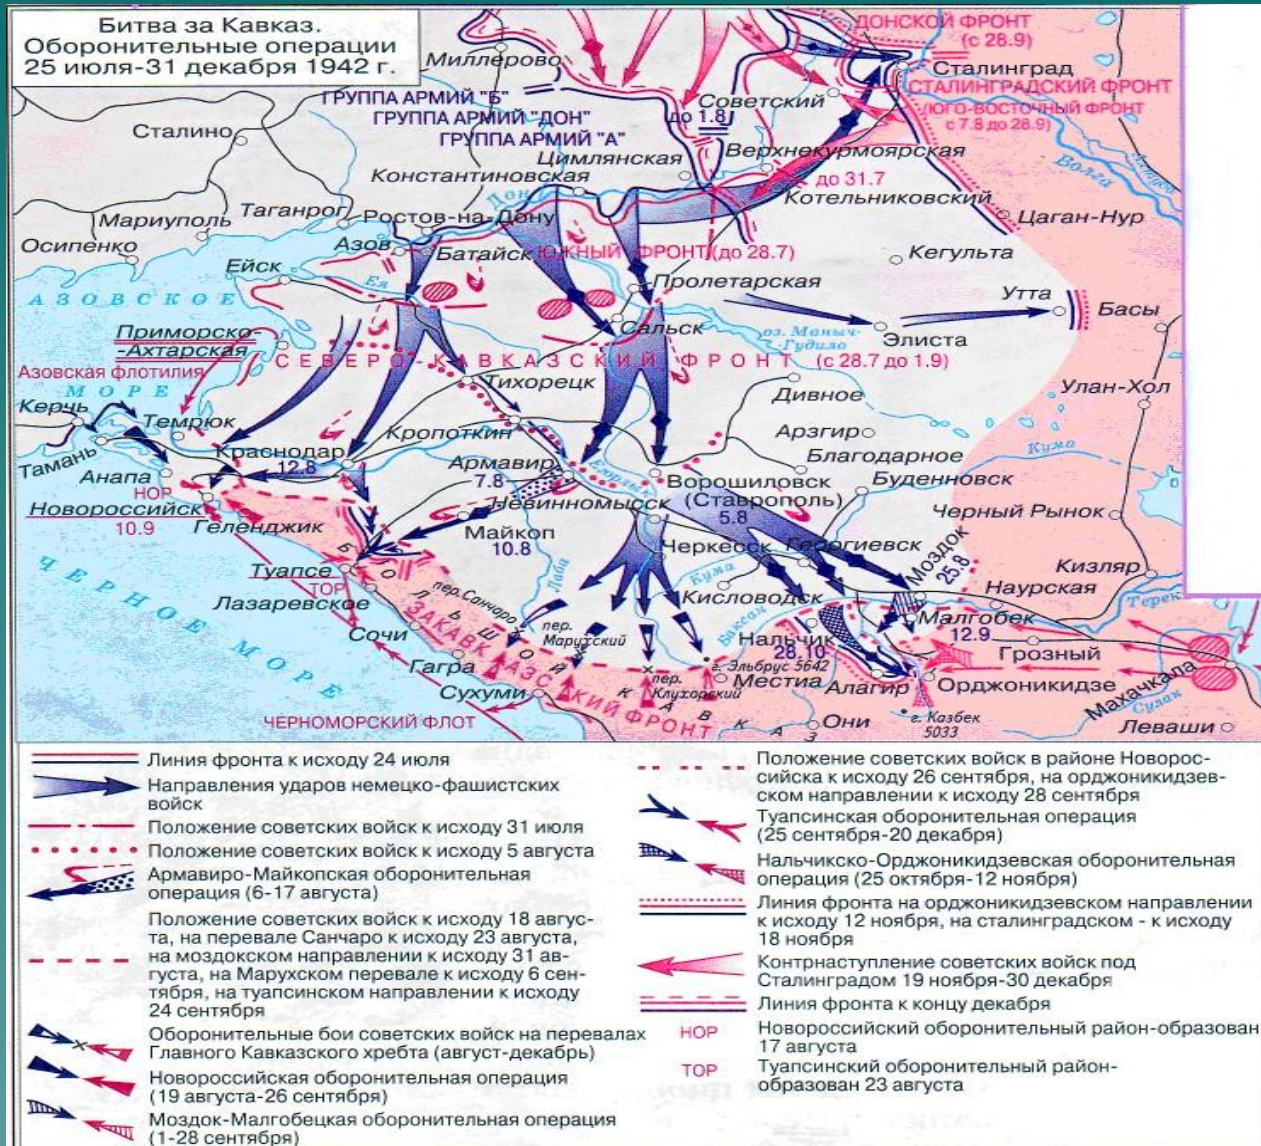 Битва за Кавказ.
Оборонительные операции
25 июля-31 декабря 1942 г.
ДОНСКОЙ ФРОНТ
(с 28.9)
Миллерово
Сталинград
СТАЛИНГРАДСКИЙ ФРОНТ
(ЮГО-ВОСТОЧНЫЙ ФРОНТ
с 7.8 до 28.9)
ГРУППА АРМИЙ "Б"
ГРУППА АРМИЙ "ДОН"
ГРУППА АРМИЙ "А"
Советский
до 1.8
Сталино
Цимлянская
Верхнекурмоярская
Волга
Константиновская
до 31.7
Дон
Котельниковский
Мариуполь
Таганрог
Ростов-на-Дону
Цаган-Нур
Осипенко
Азов
Батайск
ЮЖНЫЙ ФРОНТ (до 28.7)
Кегульта
Ейск
Ея
Пролетарская
АЗОВСКОЕ
Утта
Басы
Приморско-
-Ахтарская
Сальск
оз. Маныч-
-Гудило
Элиста
СЕВЕРО-КАВКАЗСКИЙ ФРОНТ (с 28.7 до 1.9)
Азовская флотилия
МОРЕ
Тихорецк
Дивное
Улан-Хол
Керчь
Темрюк
Кропоткин
Арзгир
Тамань
Краснодар
12.8
Армавир
7.8
Егорлык
Благодарное
Кума
Анапа
НОР
Ворошиловск
(Ставрополь)
5.8
Буденновск
Новороссийск
10.9
Геленджик
Невинномысск
Черный Рынок
Майкоп
10.8
Черкесск
Георгиевск
Моздок
25.8
Кизляр
ЧЕРНОЕ МОРЕ
Туапсе
ТОР
Лаба
Кума
Наурская
Терек
Лазаревское
пер.Санчаро
Кисловодск
Малгобек
12.9
Сочи
пер.
Марухский
Баксан
Нальчик
28.10
Грозный
Гагра
г. Эльбрус 5642
Местиа
Алагир
Орджоникидзе
Махачкала
Сулак
Сухуми
пер.
Клухорский
БОЛЬШОЙ КАВКАЗ
ЗАКАВКАЗСКИЙ ФРОНТ
Они
г. Казбек
5033
Леваши
ЧЕРНОМОРСКИЙ ФЛОТ
Линия фронта к исходу 24 июля
Направления ударов немецко-фашистских
войск
Положение советских войск к исходу 31 июля
Положение советских войск к исходу 5 августа
Армавиро-Майкопская оборонительная
операция (6-17 августа)
Положение советских войск к исходу 18 авгус-
та, на перевале Санчаро к исходу 23 августа,
на моздокском направлении к исходу 31 ав-
густа, на Марухском перевале к исходу 6 сен-
тября, на туапсинском направлении к исходу
24 сентября
Оборонительные бои советских войск на перевалах
Главного Кавказского хребта (август-декабрь)
Новороссийская оборонительная операция
(19 августа-26 сентября)
Моздок-Малгобецкая оборонительная операция
(1-28 сентября)
Положение советских войск в районе Новорос-
сийска к исходу 26 сентября, на орджоникидзев-
ском направлении к исходу 28 сентября
Туапсинская оборонительная операция
(25 сентября-20 декабря)
Нальчикско-Орджоникидзевская оборонительная
операция (25 октября-12 ноября)
Линия фронта на орджоникидзевском направлении
к исходу 12 ноября, на сталинградском - к исходу
18 ноября
Контрнаступление советских войск под
Сталинградом 19 ноября-30 декабря
Линия фронта к концу декабря
НОР Новороссийский оборонительный район-образован
17 августа
ТОР Туапсинский оборонительный район-
образован 23 августа